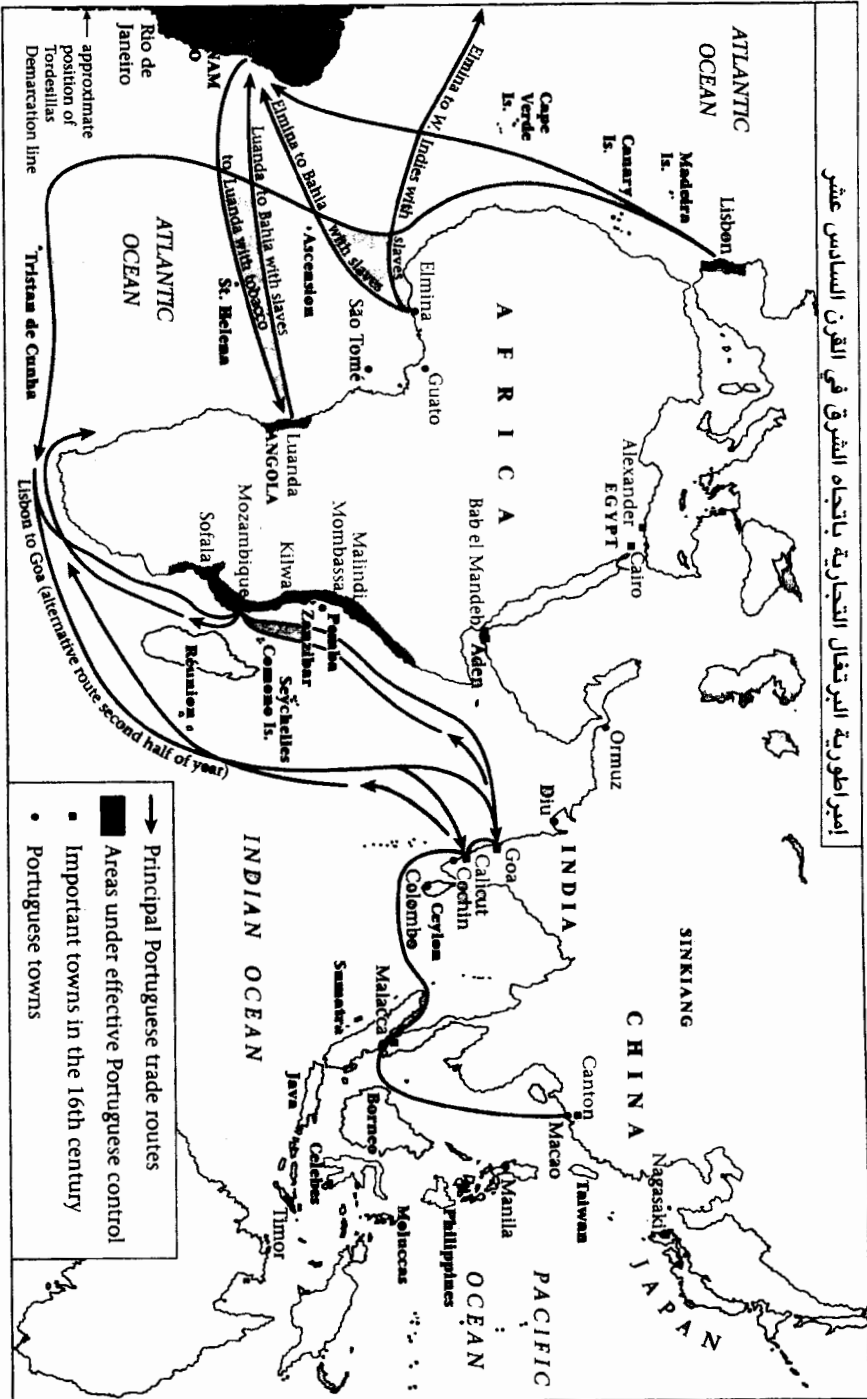 إمبراطورية البرتغال التجارية باتجاه الشرق في القرن السادس عشر
ATLANTIC
OCEAN
Madeira
Is.
Canary
Is.
Cape
Verde
Is.
Lisbon
Elmina to W. Indies with slaves
Elmina to Bahia with slaves
Luanda to Bahia with slaves
to Luanda with tobacco
NAM
O
Rio de
Janeiro
approximate
position of
Tordesillas
Demarcation line
ATLANTIC
OCEAN
Ascension
St. Helena
Tristan de Cunha
AFRICA
Elmina
Guato
São Tomé
Luanda
ANGOLA
Alexander
Cairo
EGYPT
Bab el Mandeb
Aden
Malindi
Mombassa
Kilwa
Mozambique
Sofala
Pemba
Zanzibar
Seychelles
Comono Is.
Réunion
Lisbon to Goa (alternative route second half of year)
Ormuz
Diu
INDIA
Goa
Calicut
Cochin
Ceylon
Colombo
INDIAN OCEAN
SINKIANG
CHINA
Canton
Macao
Taiwan
Nagasaki
JAPAN
Malacca
Sumatra
Java
Borneo
Celebes
Timor
Moluccas
Manila
Philippines
PACIFIC
OCEAN
Principal Portuguese trade routes
Areas under effective Portuguese control
Important towns in the 16th century
Portuguese towns